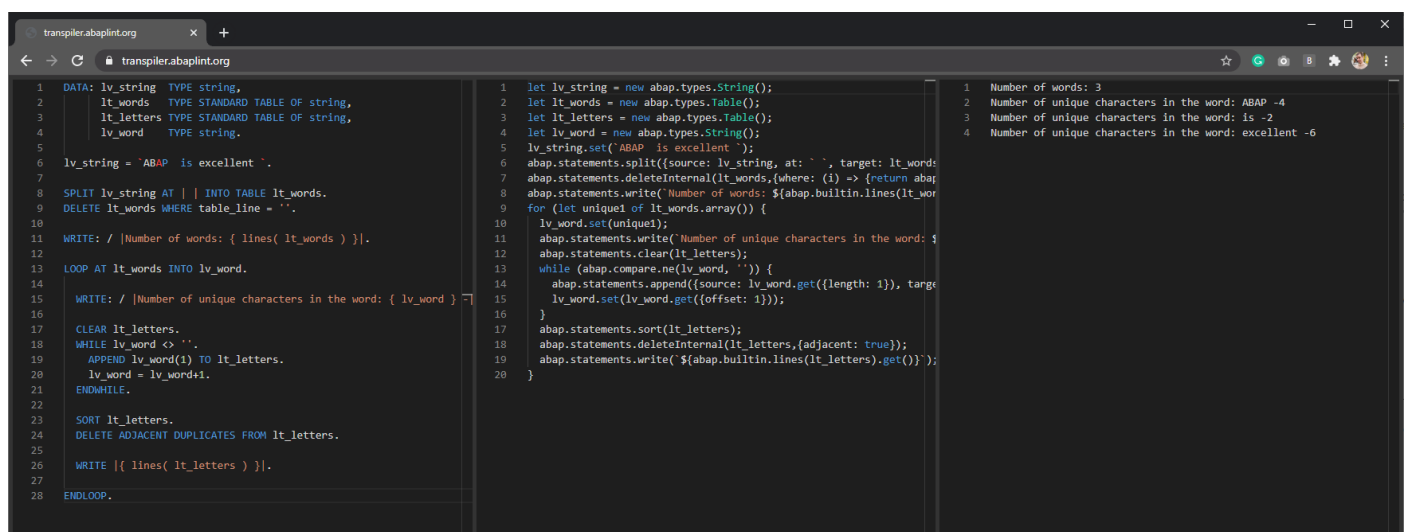 transpiler.abaplint.org
transpiler.abaplint.org
1 DATA: lv_string TYPE string,
2 lt_words TYPE STANDARD TABLE OF string,
3 lt_letters TYPE STANDARD TABLE OF string,
4 lv_word TYPE string.
5
6 lv_string = `ABAP  is excellent `.
7
8 SPLIT lv_string AT | | INTO TABLE lt_words.
9 DELETE lt_words WHERE table_line = ''.
10
11 WRITE: / |Number of words: { lines( lt_words ) }|.
12
13 LOOP AT lt_words INTO lv_word.
14
15 WRITE: / |Number of unique characters in the word: { lv_word } -|
16
17 CLEAR lt_letters.
18 WHILE lv_word <> ''.
19 APPEND lv_word(1) TO lt_letters.
20 lv_word = lv_word+1.
21 ENDWHILE.
22
23 SORT lt_letters.
24 DELETE ADJACENT DUPLICATES FROM lt_letters.
25
26 WRITE |{ lines( lt_letters ) }|.
27
28 ENDLOOP.
1 let lv_string = new abap.types.String();
2 let lt_words = new abap.types.Table();
3 let lt_letters = new abap.types.Table();
4 let lv_word = new abap.types.String();
5 lv_string.set(`ABAP  is excellent `);
6 abap.statements.split({source: lv_string, at: ` `, target: lt_words
7 abap.statements.deleteInternal(lt_words,{where: (i) => {return abap
8 abap.statements.write(`Number of words: ${abap.builtin.lines(lt_wor
9 for (let unique1 of lt_words.array()) {
10 lv_word.set(unique1);
11 abap.statements.write(`Number of unique characters in the word: $
12 abap.statements.clear(lt_letters);
13 while (abap.compare.ne(lv_word, '')) {
14 abap.statements.append({source: lv_word.get({length: 1}), targe
15 lv_word.set(lv_word.get({offset: 1}));
16 }
17 abap.statements.sort(lt_letters);
18 abap.statements.deleteInternal(lt_letters,{adjacent: true});
19 abap.statements.write(`${abap.builtin.lines(lt_letters).get()}`);
20 }
1 Number of words: 3
2 Number of unique characters in the word: ABAP -4
3 Number of unique characters in the word: is -2
4 Number of unique characters in the word: excellent -6